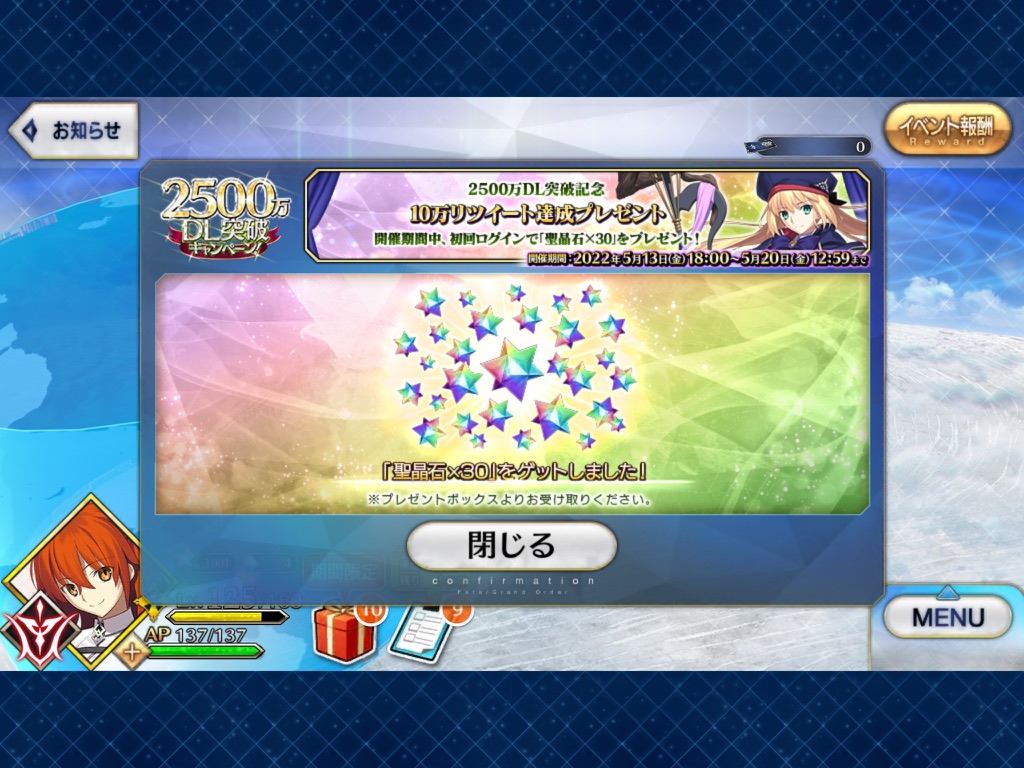 お知らせ
イベント報酬
Reward
0
2500万
DL突破
キャンペーン!
2500万DL突破記念
10万リツイート達成プレゼント
開催期間中、初回ログインで「聖晶石×30」をプレゼント!
開催期間:2022年5月13日(金)18:00~5月20日(金)12:59まで
「聖晶石×30」をゲットしました!
※プレゼントボックスよりお受け取りください。
閉じる
confirmation
Fate/Grand Order
10
9
AP 137/137
MENU